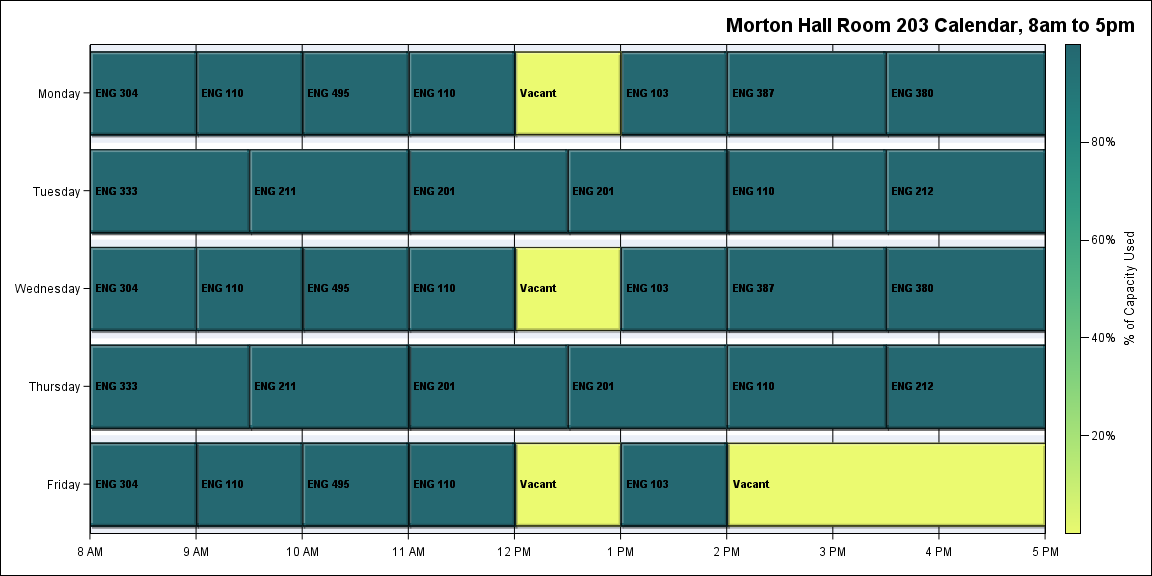 Morton Hall Room 203 Calendar, 8am to 5pm
Monday ENG 304 ENG 110 ENG 495 ENG 110 Vacant ENG 103 ENG 387 ENG 380
80%
Tuesday ENG 333 ENG 211 ENG 201 ENG 201 ENG 110 ENG 212
60%
% of Capacity Used
Wednesday ENG 304 ENG 110 ENG 495 ENG 110 Vacant ENG 103 ENG 387 ENG 380
40%
Thursday ENG 333 ENG 211 ENG 201 ENG 201 ENG 110 ENG 212
20%
Friday ENG 304 ENG 110 ENG 495 ENG 110 Vacant ENG 103 Vacant
8 AM 9 AM 10 AM 11 AM 12 PM 1 PM 2 PM 3 PM 4 PM 5 PM